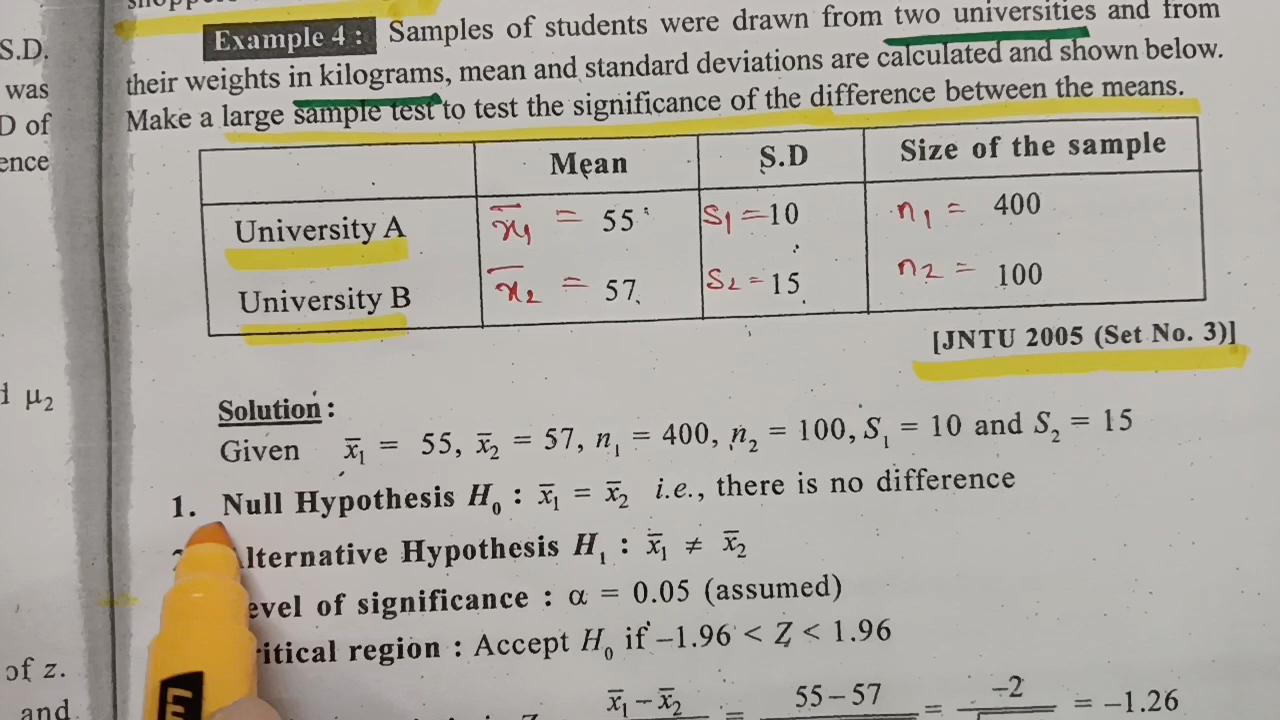 S.D.
was
D of
ence
μ₂
of z.
and
Example 4 : Samples of students were drawn from two universities and from
their weights in kilograms, mean and standard deviations are calculated and shown below.
Make a large sample test to test the significance of the difference between the means.
Mean S.D Size of the sample
University A x̄₁ = 55 S₁ = 10 n₁ = 400
University B x̄₂ = 57 S₂ = 15 n₂ = 100
[JNTU 2005 (Set No. 3)]
Solution :
Given x̄₁ = 55, x̄₂ = 57, n₁ = 400, n₂ = 100, S₁ = 10 and S₂ = 15
1. Null Hypothesis H₀ : x̄₁ = x̄₂ i.e., there is no difference
lternative Hypothesis H₁ : x̄₁ ≠ x̄₂
evel of significance : α = 0.05 (assumed)
itical region : Accept H₀ if −1.96 < Z < 1.96
x̄₁ − x̄₂ = 55 − 57 = −2 = −1.26